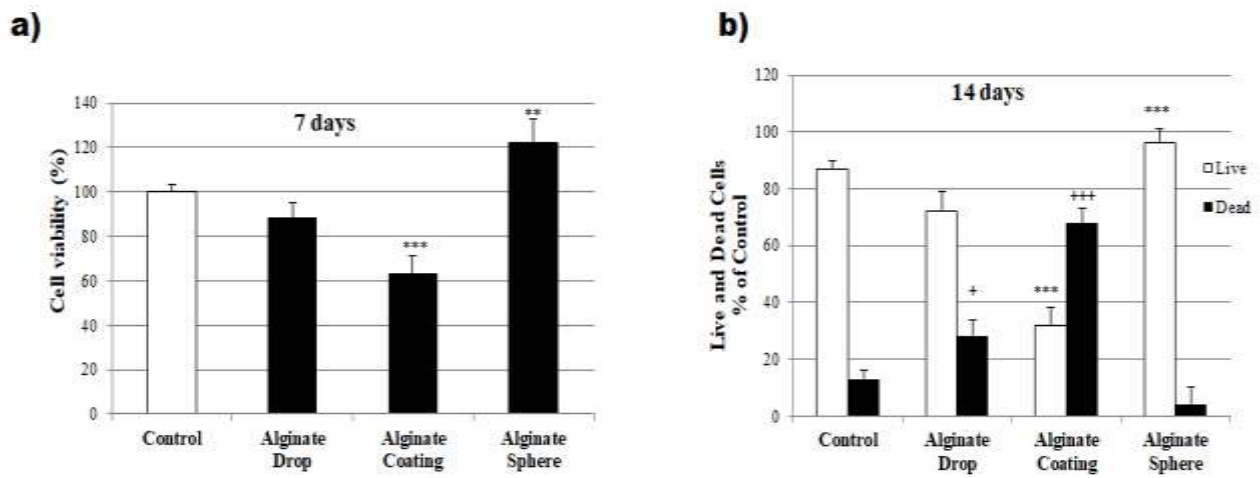 a)
7 days
Cell viability (%)
140
120
100
80
60
40
20
0
**
***
Control
Alginate
Drop
Alginate
Coating
Alginate
Sphere
b)
14 days
Live and Dead Cells
% of Control
120
100
80
60
40
20
0
+
***
+++
***
Live
Dead
Control
Alginate
Drop
Alginate
Coating
Alginate
Sphere